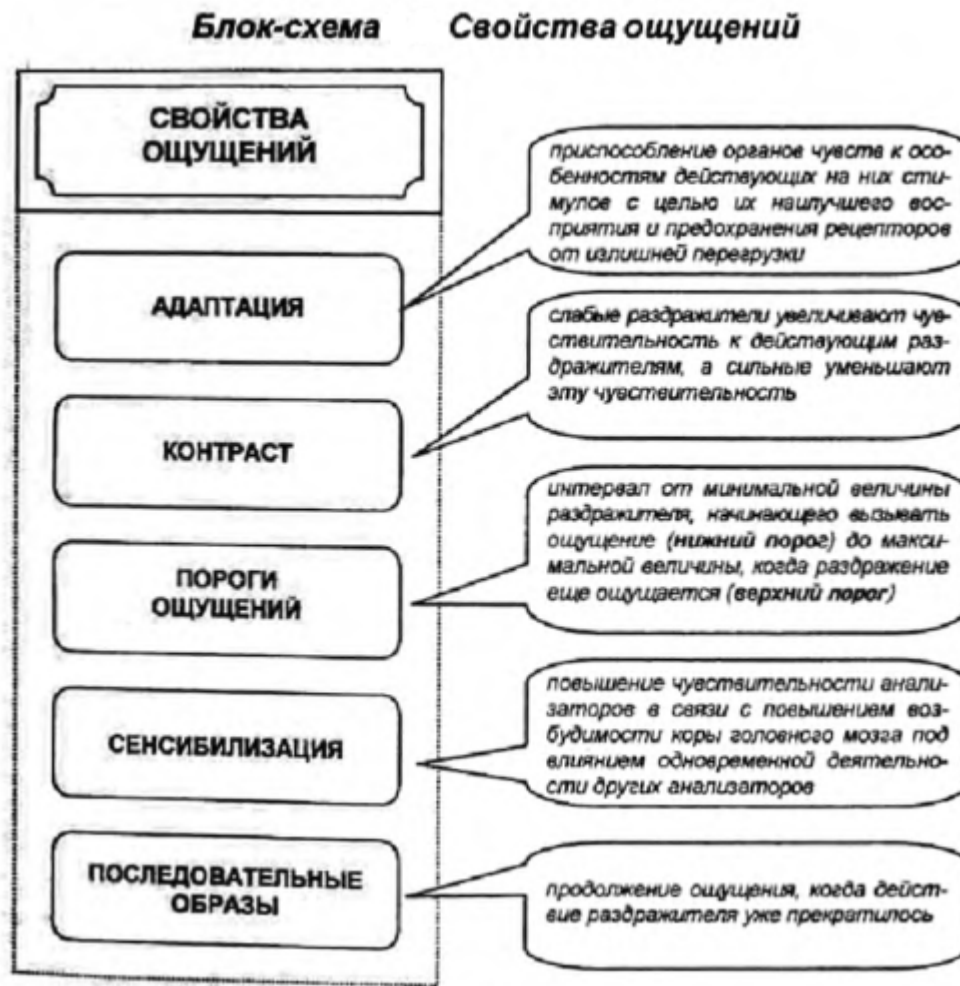 Блок-схема Свойства ощущений
СВОЙСТВА
ОЩУЩЕНИЙ
приспособление органов чувств к осо-
бенностям действующих на них сти-
мулов с целью их наилучшего вос-
приятия и предохранения рецепторов
от излишней перегрузки
АДАПТАЦИЯ
слабые раздражители увеличивают чув-
ствительность к действующим раз-
дражителям, а сильные уменьшают
эту чувствительность
КОНТРАСТ
интервал от минимальной величины
раздражителя, начинающего вызывать
ощущение (нижний порог) до макси-
мальной величины, когда раздражение
еще ощущается (верхний порог)
ПОРОГИ
ОЩУЩЕНИЙ
повышение чувствительности анали-
заторов в связи с повышением воз-
будимости коры головного мозга под
влиянием одновременной деятельно-
сти других анализаторов
СЕНСИБИЛИЗАЦИЯ
ПОСЛЕДОВАТЕЛЬНЫЕ
ОБРАЗЫ
продолжение ощущения, когда дейст-
вие раздражителя уже прекратилось